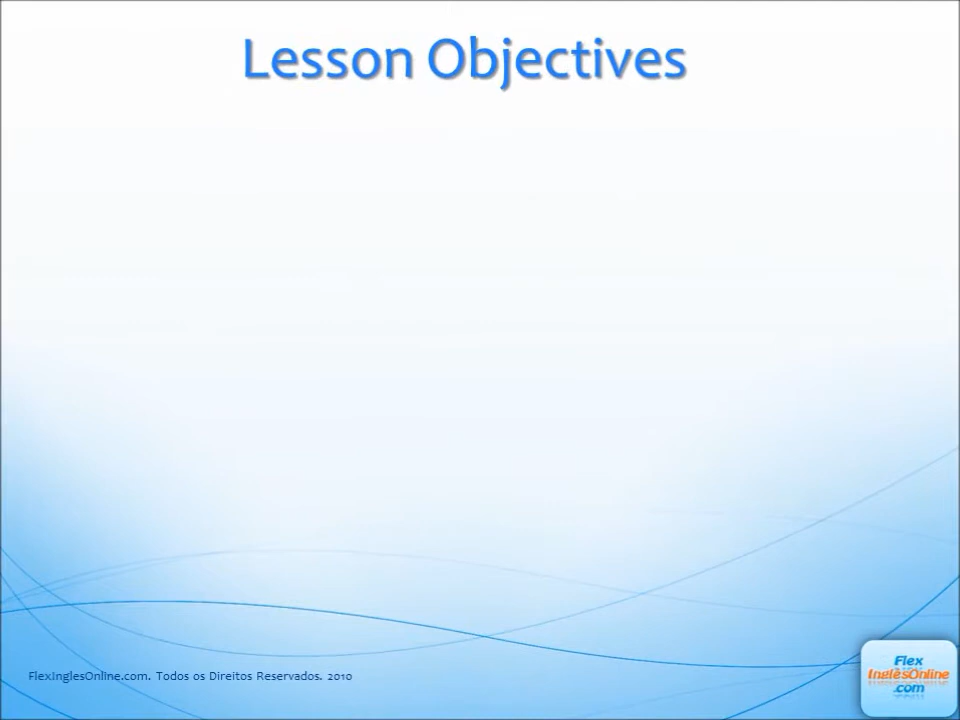 Lesson Objectives
FlexInglesOnline.com. Todos os Direitos Reservados. 2010
Flex
InglêsOnline
.com